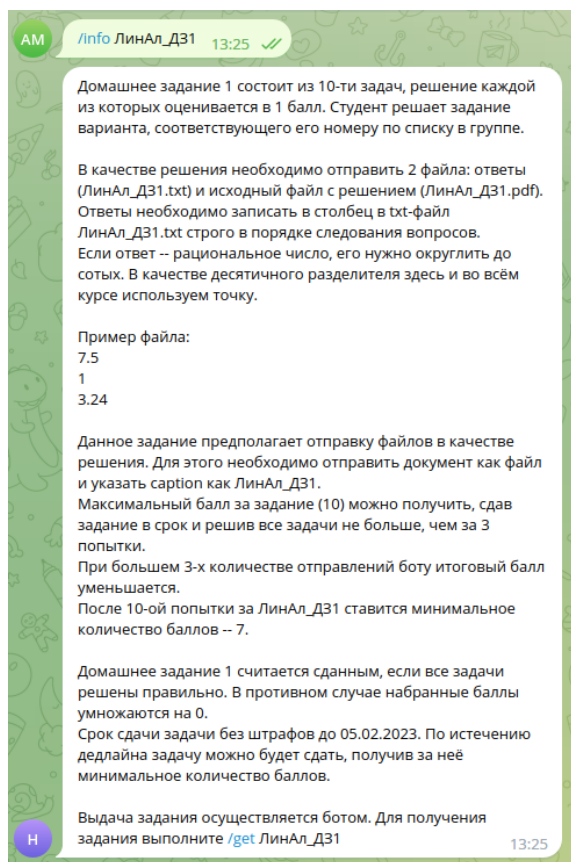 AM
/info ЛинАл_ДЗ1 13:25
Домашнее задание 1 состоит из 10-ти задач, решение каждой
из которых оценивается в 1 балл. Студент решает задание
варианта, соответствующего его номеру по списку в группе.
В качестве решения необходимо отправить 2 файла: ответы
(ЛинАл_ДЗ1.txt) и исходный файл с решением (ЛинАл_ДЗ1.pdf).
Ответы необходимо записать в столбец в txt-файл
ЛинАл_ДЗ1.txt строго в порядке следования вопросов.
Если ответ -- рациональное число, его нужно округлить до
сотых. В качестве десятичного разделителя здесь и во всём
курсе используем точку.
Пример файла:
7.5
1
3.24
Данное задание предполагает отправку файлов в качестве
решения. Для этого необходимо отправить документ как файл
и указать caption как ЛинАл_ДЗ1.
Максимальный балл за задание (10) можно получить, сдав
задание в срок и решив все задачи не больше, чем за 3
попытки.
При большем 3-х количестве отправлений боту итоговый балл
уменьшается.
После 10-ой попытки за ЛинАл_ДЗ1 ставится минимальное
количество баллов -- 7.
Домашнее задание 1 считается сданным, если все задачи
решены правильно. В противном случае набранные баллы
умножаются на 0.
Срок сдачи задачи без штрафов до 05.02.2023. По истечению
дедлайна задачу можно будет сдать, получив за неё
минимальное количество баллов.
Выдача задания осуществляется ботом. Для получения
задания выполните /get ЛинАл_ДЗ1
Н
13:25